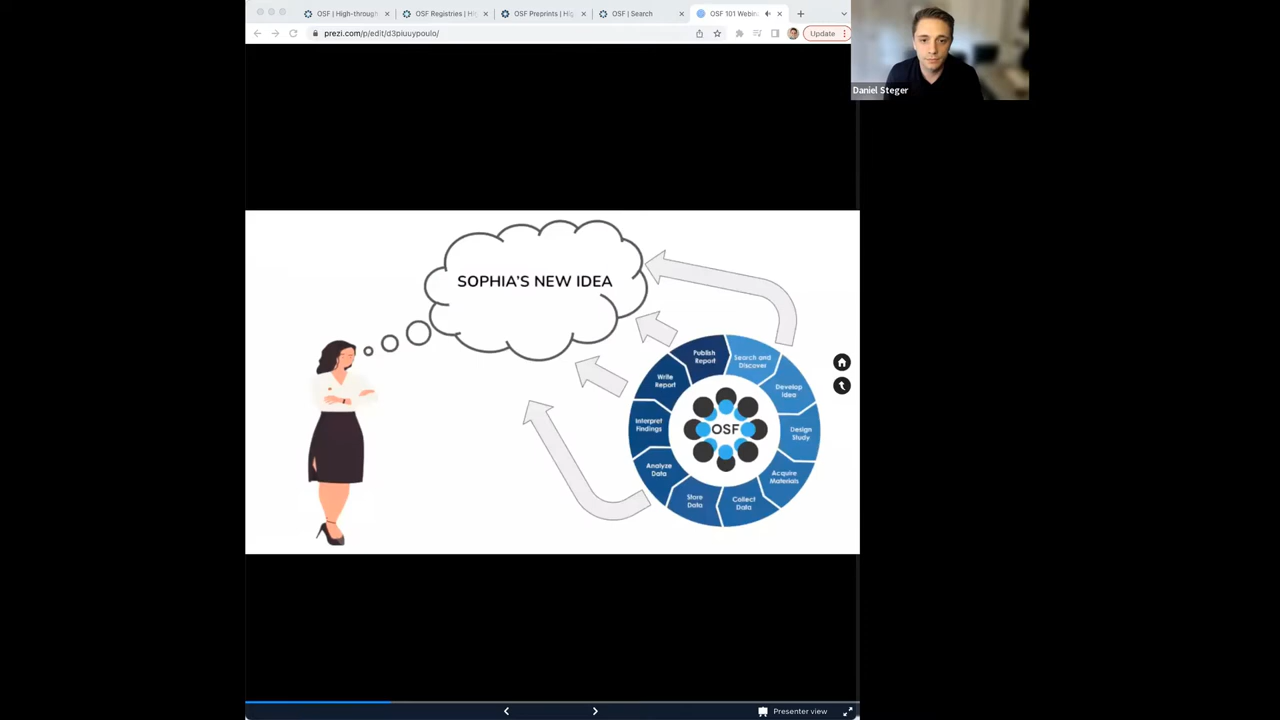 OSF | High-through
OSF Registries | Hi
OSF Preprints | Hig
OSF | Search
OSF 101 Webin
prezi.com/p/edit/d3piuuypoulo/
Update
Daniel Steger
SOPHIA'S NEW IDEA
Publish
Report
Search and
Discover
Develop
Idea
Design
Study
Acquire
Materials
Collect
Data
Store
Data
Analyze
Data
Interpret
Findings
Write
Report
OSF
Presenter view